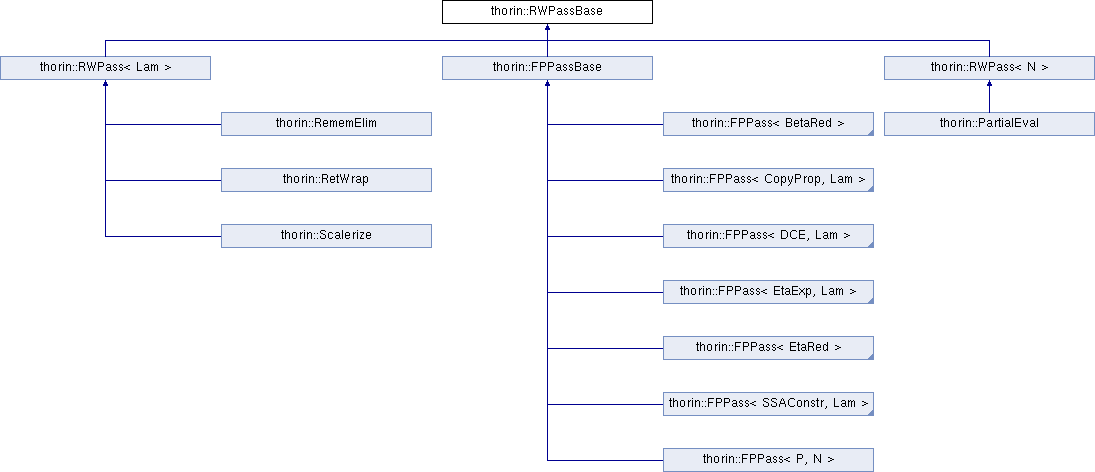 thorin::RWPassBase
thorin::RWPass< Lam >
thorin::FPPassBase
thorin::RWPass< N >
thorin::RememElim
thorin::FPPass< BetaRed >
thorin::PartialEval
thorin::RetWrap
thorin::FPPass< CopyProp, Lam >
thorin::Scalerize
thorin::FPPass< DCE, Lam >
thorin::FPPass< EtaExp, Lam >
thorin::FPPass< EtaRed >
thorin::FPPass< SSAConstr, Lam >
thorin::FPPass< P, N >